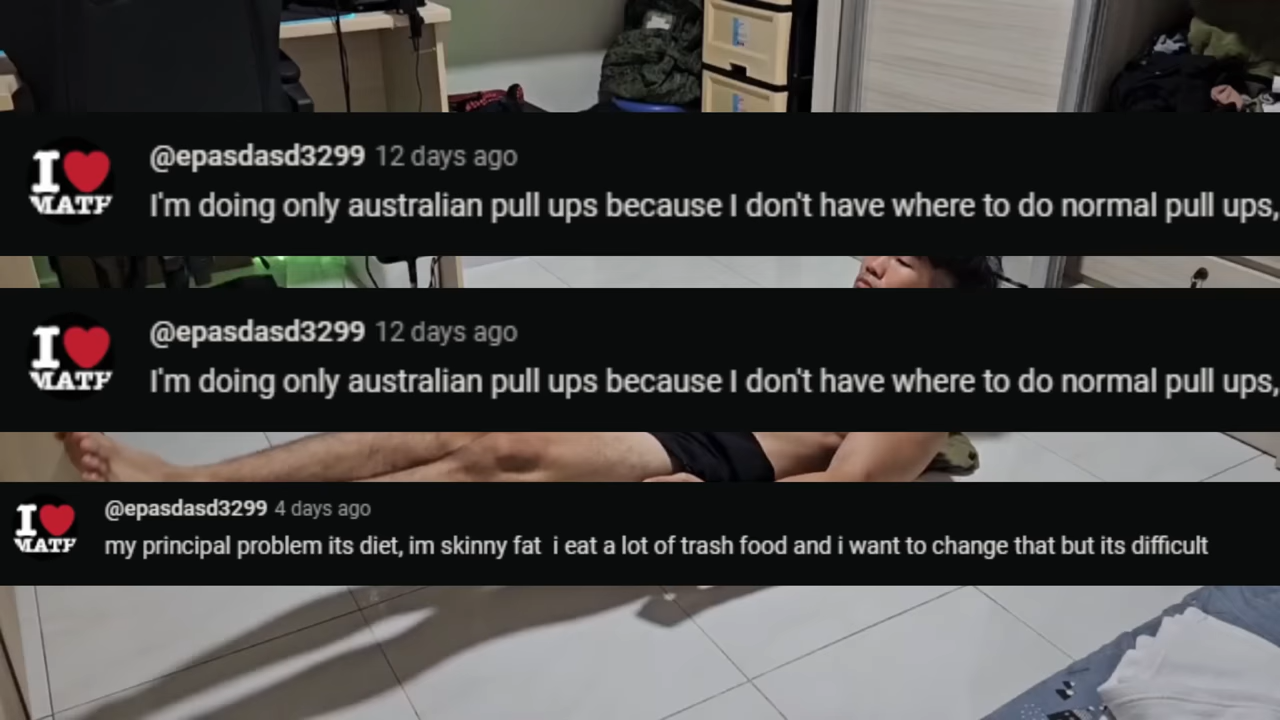 I ❤ MATH
@epasdasd3299 12 days ago
I'm doing only australian pull ups because I don't have where to do normal pull ups,
I ❤ MATH
@epasdasd3299 12 days ago
I'm doing only australian pull ups because I don't have where to do normal pull ups,
I ❤ MATH
@epasdasd3299 4 days ago
my principal problem its diet, im skinny fat i eat a lot of trash food and i want to change that but its difficult